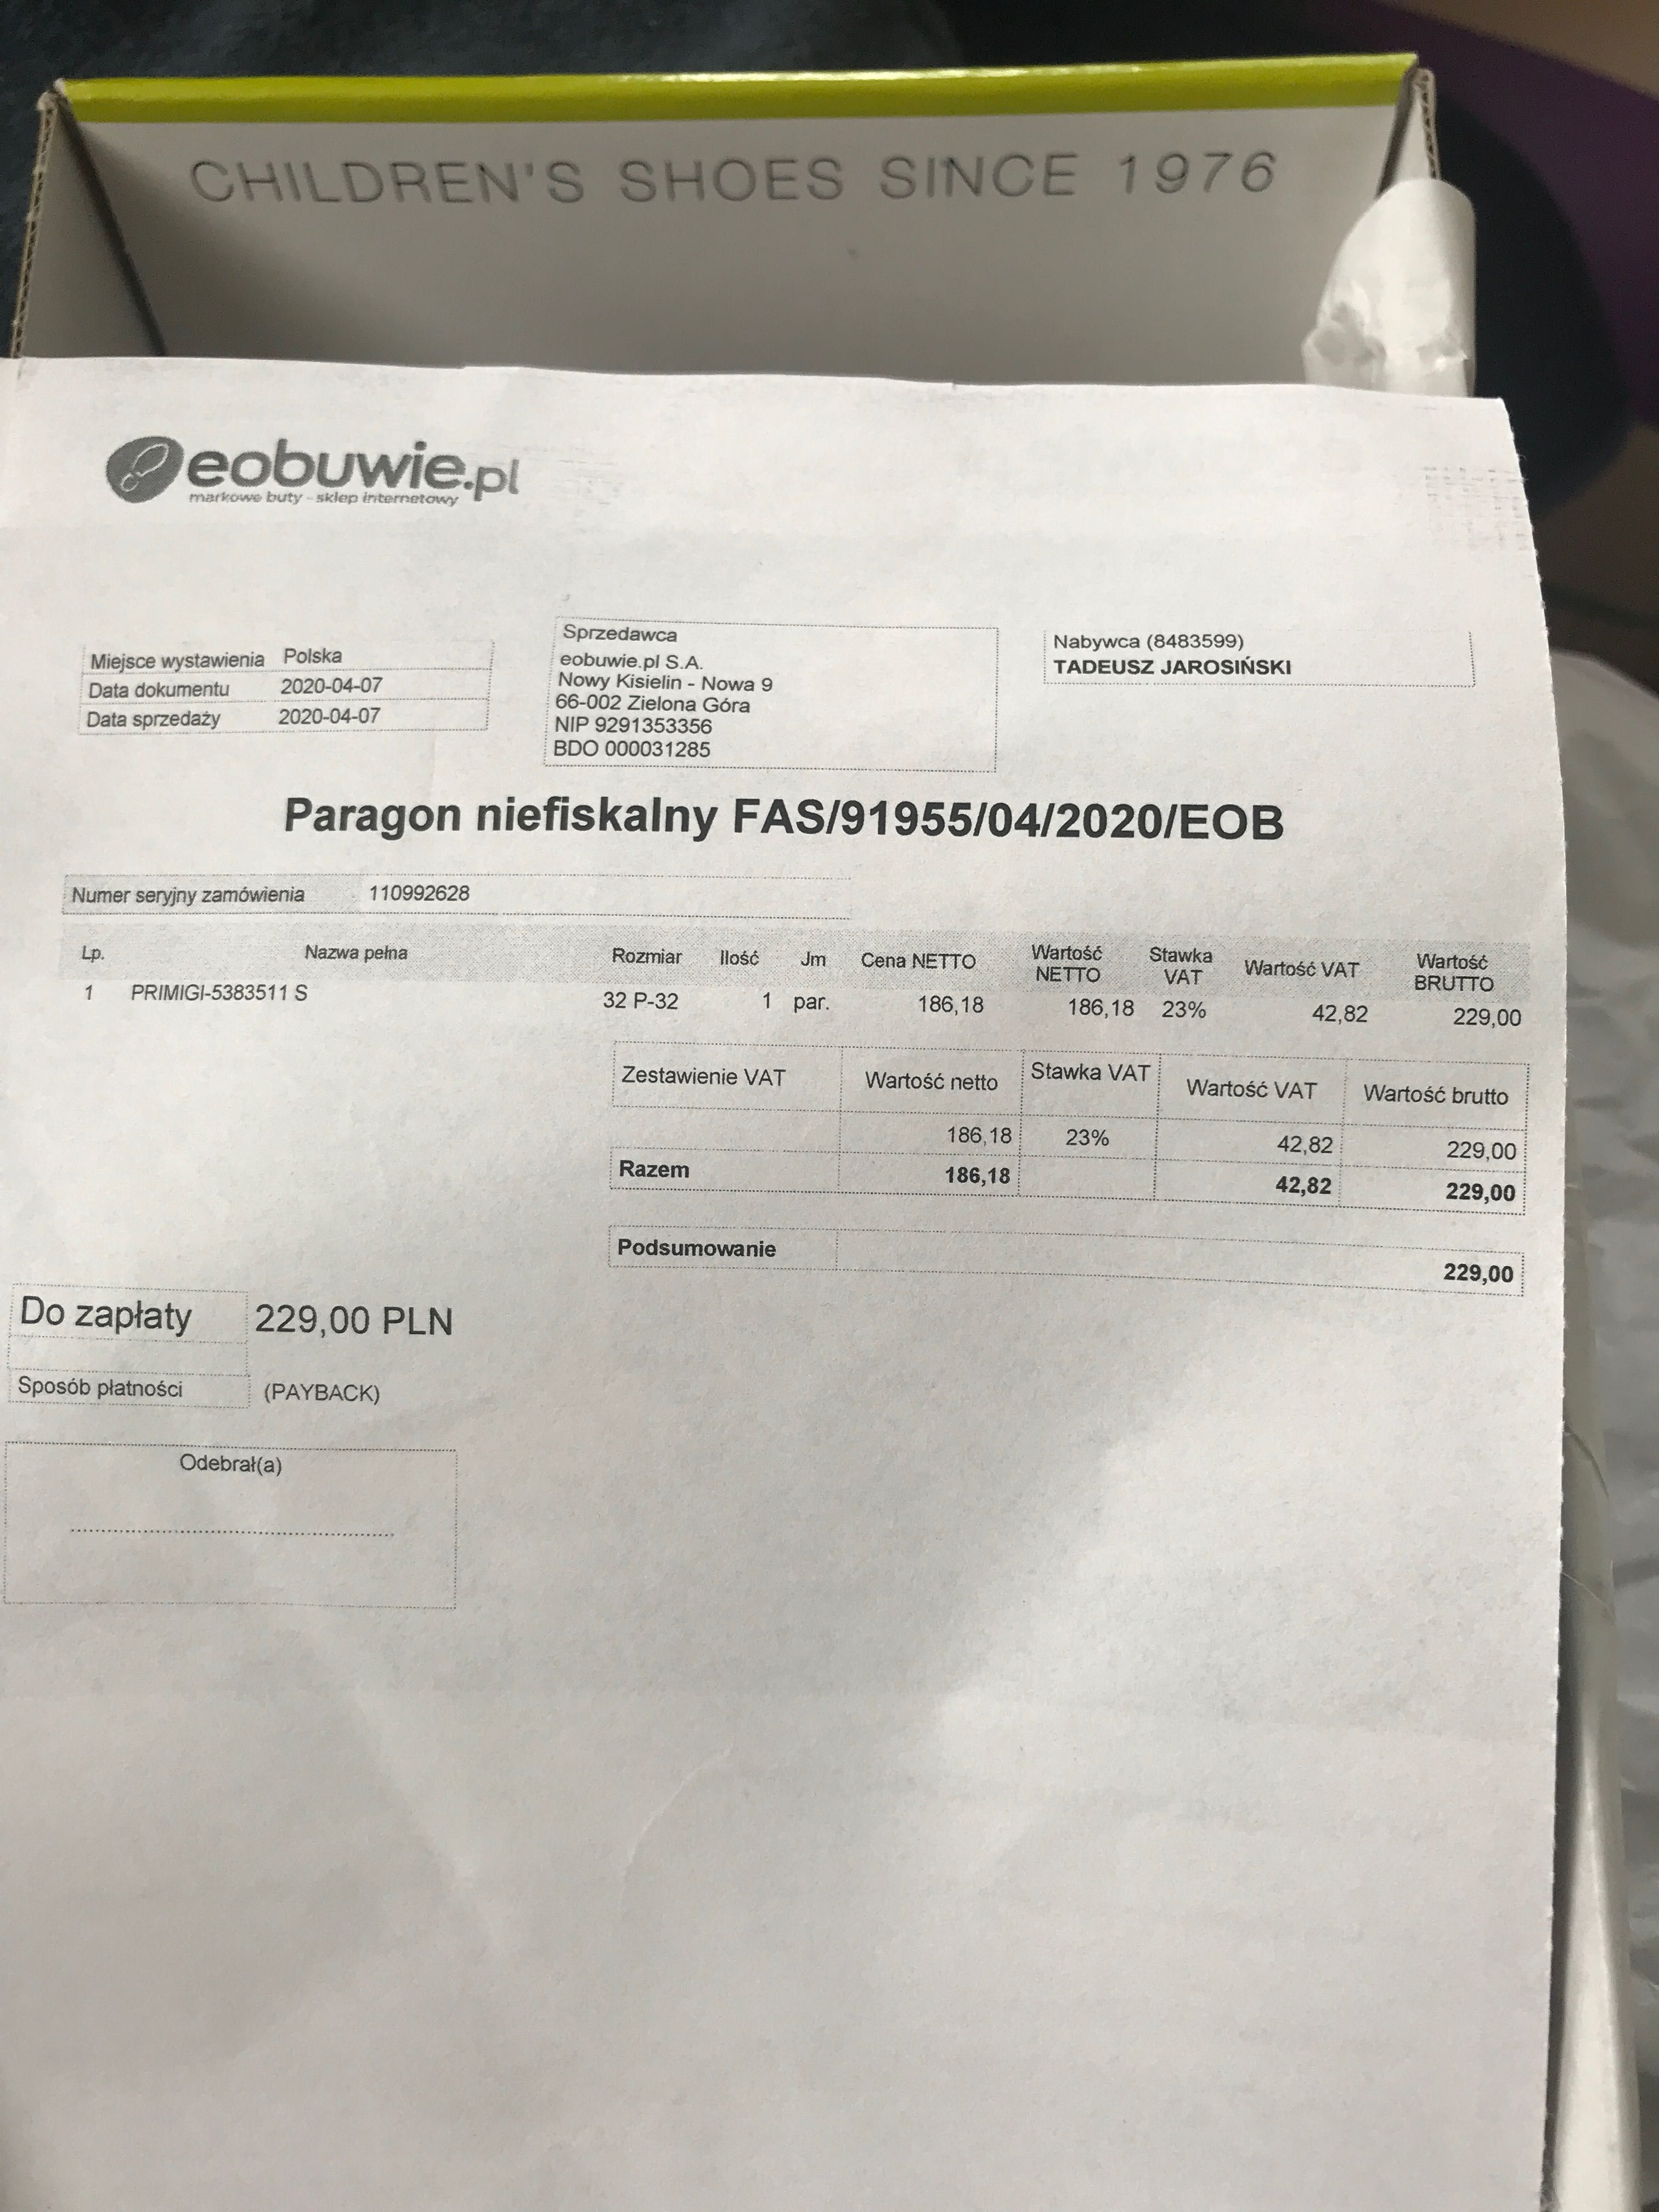 CHILDREN'S SHOES SINCE 1976
eobuwie.pl
markowe buty - sklep internetowy
Miejsce wystawienia Polska
Data dokumentu 2020-04-07
Data sprzedaży 2020-04-07
Sprzedawca
eobuwie.pl S.A.
Nowy Kisielin - Nowa 9
66-002 Zielona Góra
NIP 9291353356
BDO 000031285
Nabywca (8483599)
TADEUSZ JAROSIŃSKI
Paragon niefiskalny FAS/91955/04/2020/EOB
Numer seryjny zamówienia 110992628
Lp. Nazwa pełna Rozmiar Ilość Jm Cena NETTO Wartość NETTO Stawka VAT Wartość VAT Wartość BRUTTO
1 PRIMIGI-5383511 S 32 P-32 1 par. 186,18 186,18 23% 42,82 229,00
Zestawienie VAT Wartość netto Stawka VAT Wartość VAT Wartość brutto
186,18 23% 42,82 229,00
Razem 186,18 42,82 229,00
Podsumowanie 229,00
Do zapłaty 229,00 PLN
Sposób płatności (PAYBACK)
Odebrał(a)